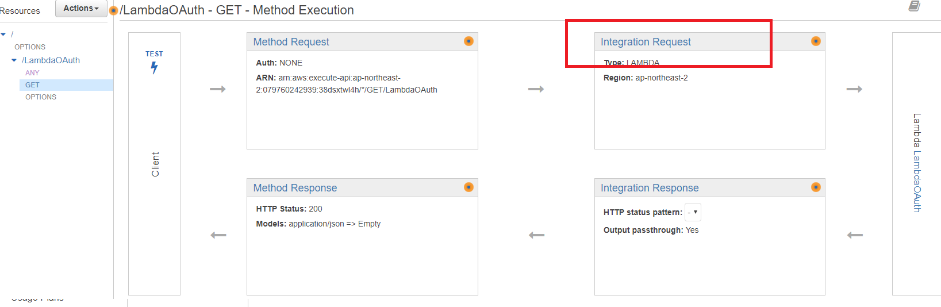 Resources
Actions
/LambdaOAuth - GET - Method Execution
/
OPTIONS
/LambdaOAuth
ANY
GET
OPTIONS
TEST
Client
Method Request
Auth: NONE
ARN: arn:aws:execute-api:ap-northeast-
2:079760242939:38dsxtwl4h/*/GET/LambdaOAuth
Integration Request
Type: LAMBDA
Region: ap-northeast-2
Lambda LambdaOAuth
Method Response
HTTP Status: 200
Models: application/json => Empty
Integration Response
HTTP status pattern: -
Output passthrough: Yes
Usage Plans